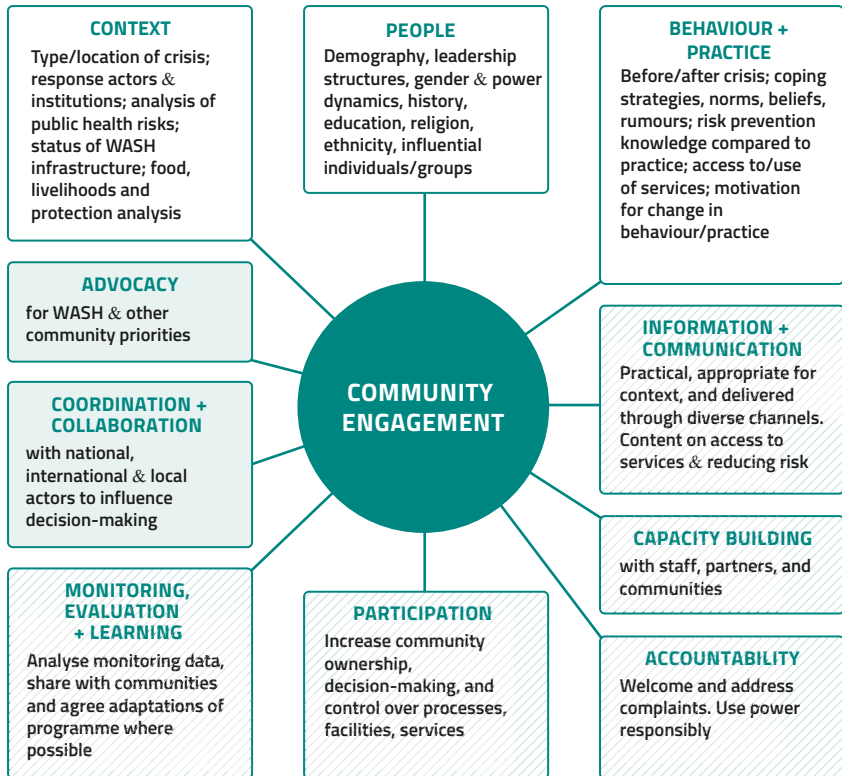 CONTEXT
Type/location of crisis;
response actors &
institutions; analysis of
public health risks;
status of WASH
infrastructure; food,
livelihoods and
protection analysis
PEOPLE
Demography, leadership
structures, gender & power
dynamics, history,
education, religion,
ethnicity, influential
individuals/groups
BEHAVIOUR +
PRACTICE
Before/after crisis; coping
strategies, norms, beliefs,
rumours; risk prevention
knowledge compared to
practice; access to/use
of services; motivation
for change in
behaviour/practice
ADVOCACY
for WASH & other
community priorities
COORDINATION +
COLLABORATION
with national,
international & local
actors to influence
decision-making
COMMUNITY
ENGAGEMENT
INFORMATION +
COMMUNICATION
Practical, appropriate for
context, and delivered
through diverse channels.
Content on access to
services & reducing risk
CAPACITY BUILDING
with staff, partners, and
communities
MONITORING,
EVALUATION
+ LEARNING
Analyse monitoring data,
share with communities
and agree adaptations of
programme where
possible
PARTICIPATION
Increase community
ownership,
decision-making, and
control over processes,
facilities, services
ACCOUNTABILITY
Welcome and address
complaints. Use power
responsibly